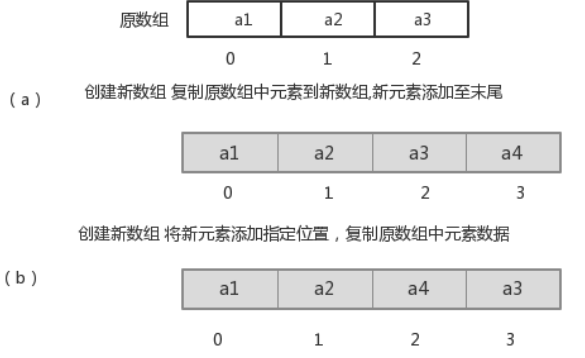 原数组 a1 a2 a3
0 1 2
(a) 创建新数组 复制原数组中元素到新数组,新元素添加至末尾
a1 a2 a3 a4
0 1 2 3
创建新数组 将新元素添加指定位置，复制原数组中元素数据
(b) a1 a2 a4 a3
0 1 2 3